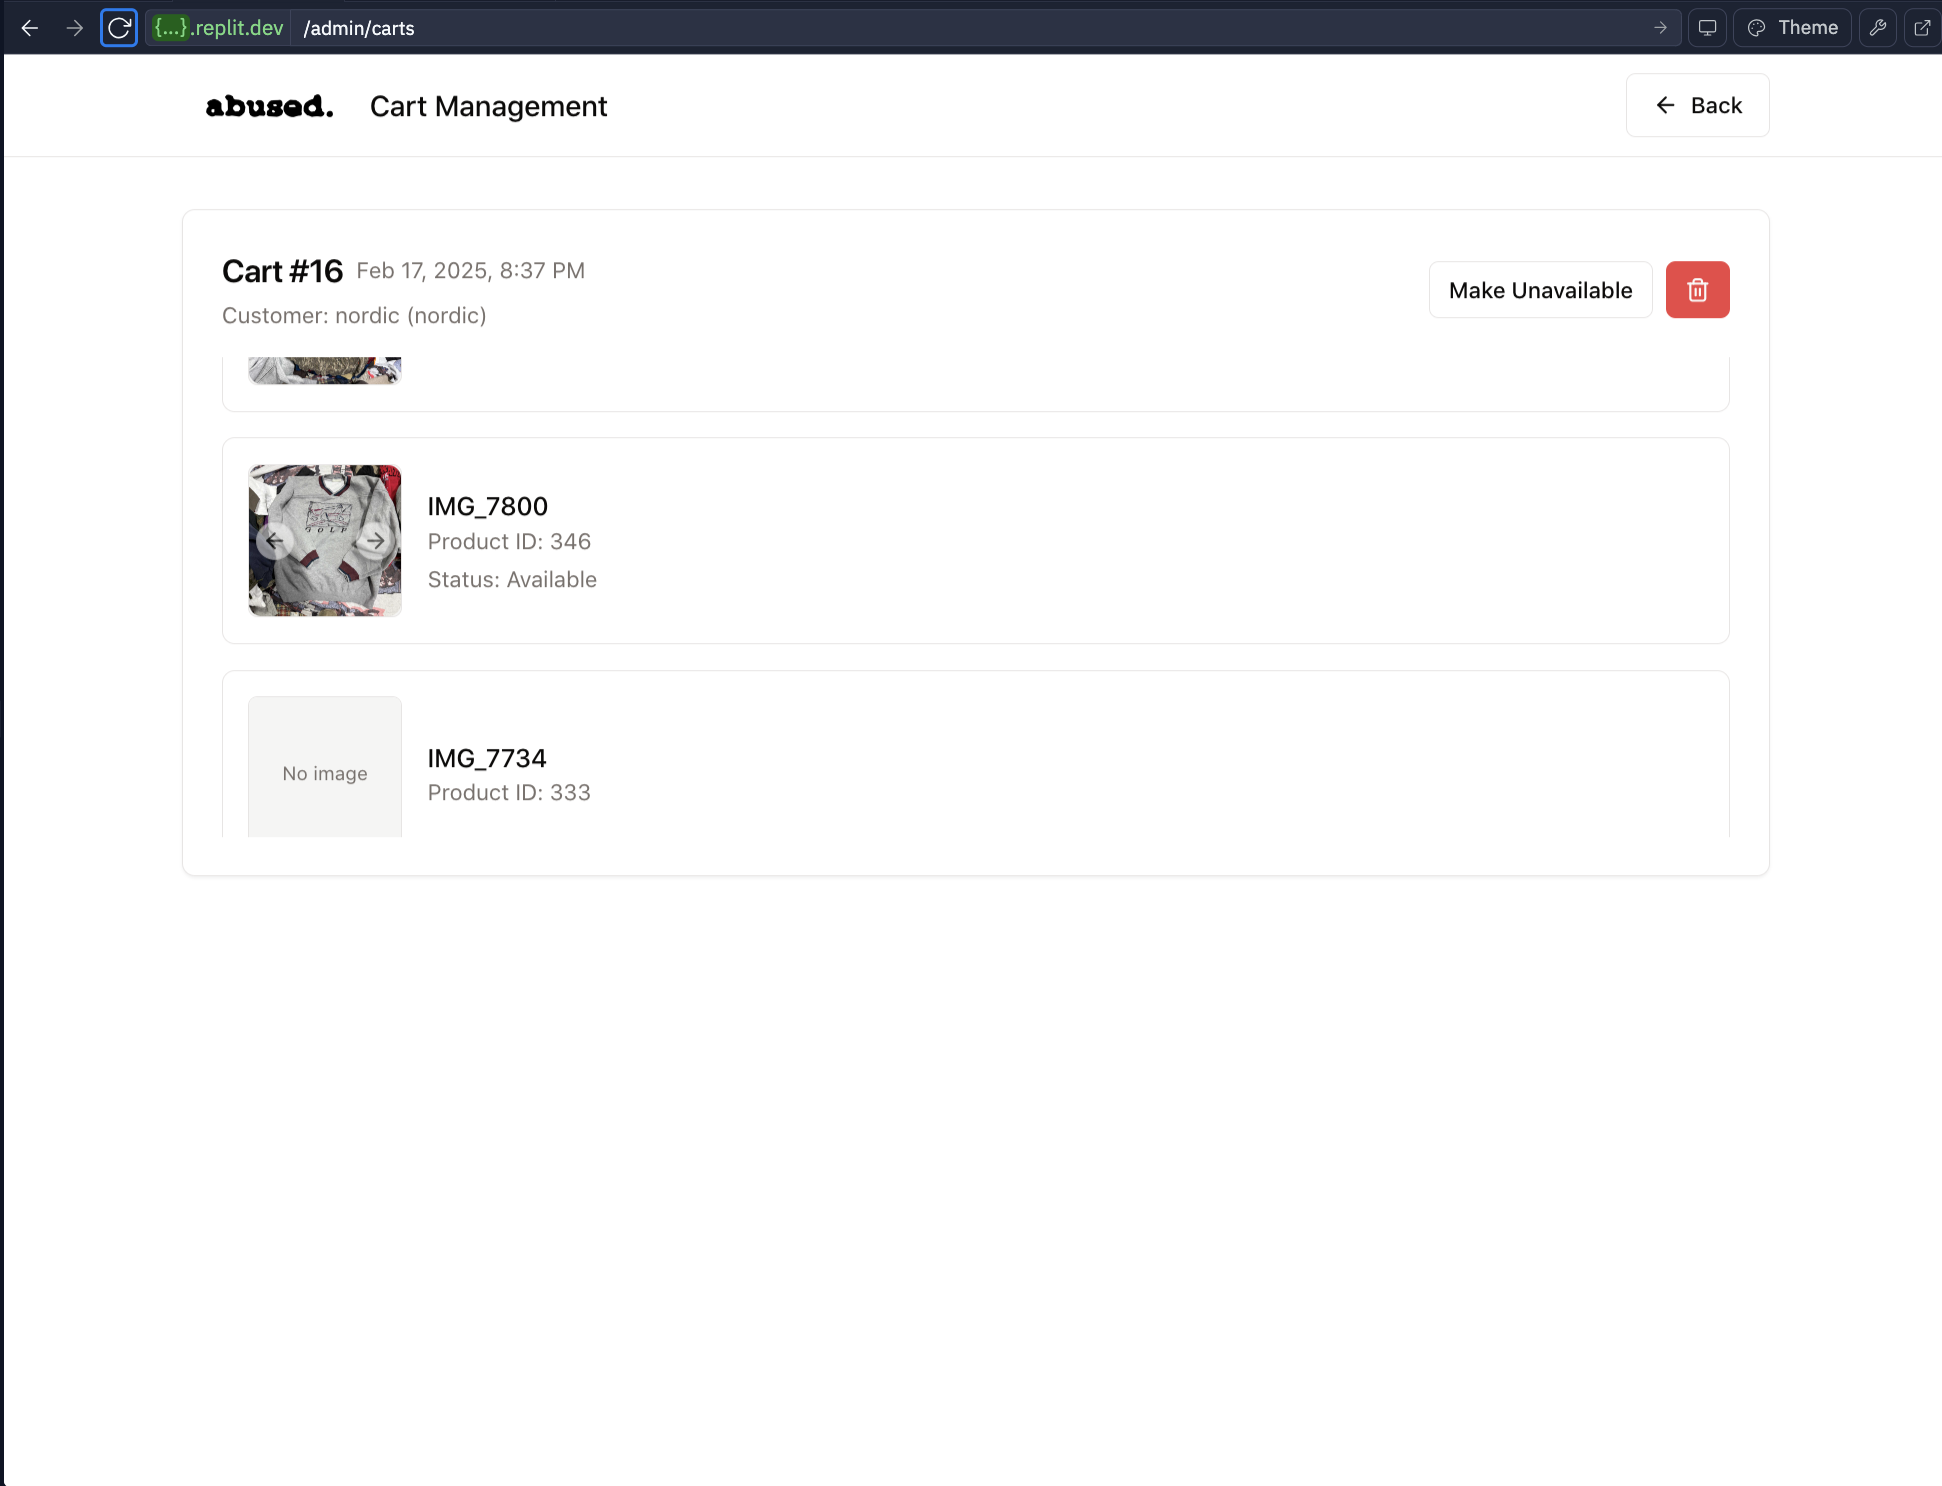 {...}.replit.dev /admin/carts Theme
abused. Cart Management Back
Cart #16 Feb 17, 2025, 8:37 PM
Make Unavailable
Customer: nordic (nordic)
GOLF
IMG_7800
Product ID: 346
Status: Available
No image
IMG_7734
Product ID: 333